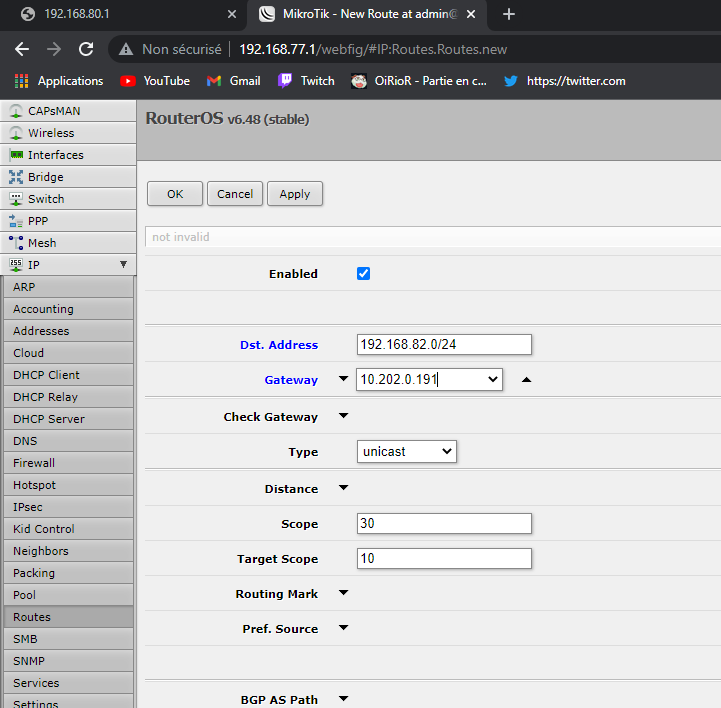 192.168.80.1
MikroTik - New Route at admin@
Non sécurisé
192.168.77.1/webfig/#IP:Routes.Routes.new
Applications
YouTube
Gmail
Twitch
OiRioR - Partie en c...
https://twitter.com
CAPsMAN
Wireless
Interfaces
Bridge
Switch
PPP
Mesh
IP
ARP
Accounting
Addresses
Cloud
DHCP Client
DHCP Relay
DHCP Server
DNS
Firewall
Hotspot
IPsec
Kid Control
Neighbors
Packing
Pool
Routes
SMB
SNMP
Services
Settings
RouterOS v6.48 (stable)
OK
Cancel
Apply
not invalid
Enabled
Dst. Address
192.168.82.0/24
Gateway
10.202.0.191
Check Gateway
Type
unicast
Distance
Scope
30
Target Scope
10
Routing Mark
Pref. Source
BGP AS Path